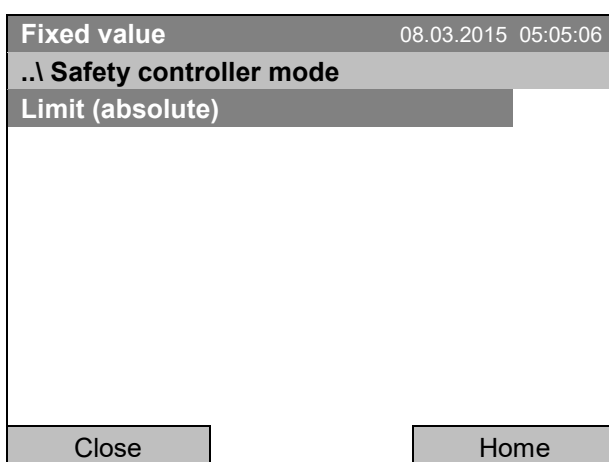 Fixed value 08.03.2015 05:05:06
..\ Safety controller mode
Limit (absolute)
Close Home